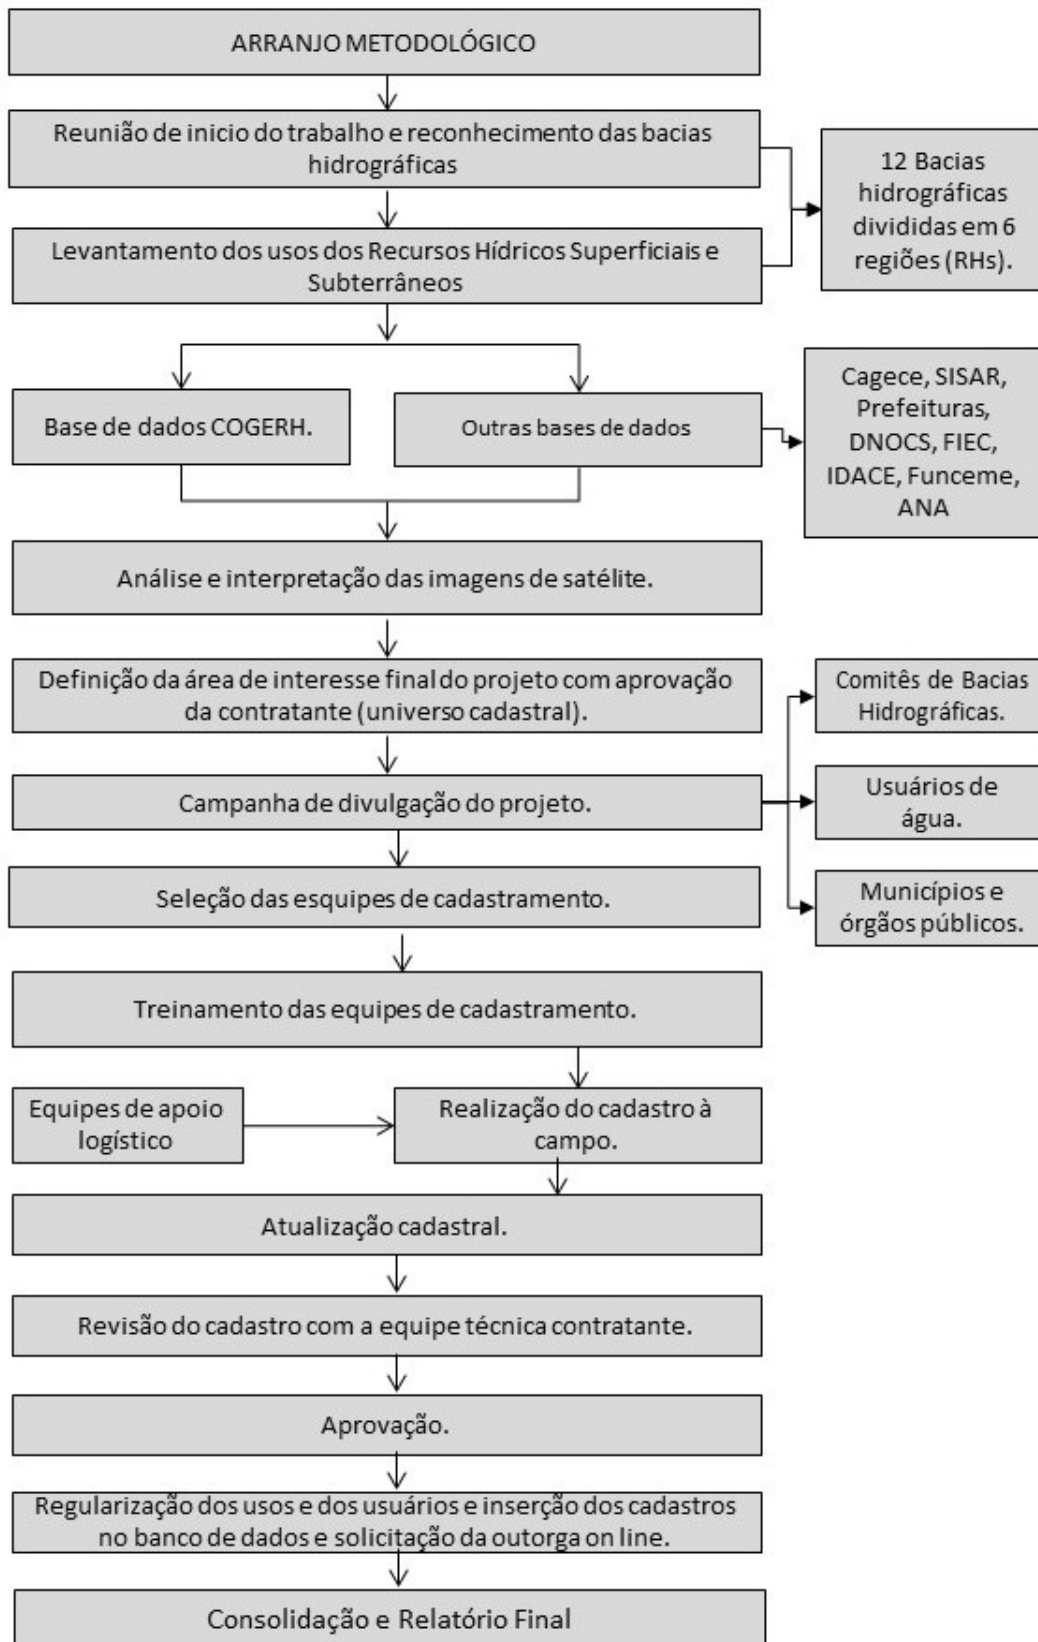 ARRANJO METODOLÓGICO
Reunião de inicio do trabalho e reconhecimento das bacias
hidrográficas
12 Bacias
hidrográficas
divididas em 6
regiões (RHs).
Levantamento dos usos dos Recursos Hídricos Superficiais e
Subterrâneos
Base de dados COGERH.
Outras bases de dados
Cagece, SISAR,
Prefeituras,
DNOCS, FIEC,
IDACE, Funceme,
ANA
Análise e interpretação das imagens de satélite.
Definição da área de interesse final do projeto com aprovação
da contratante (universo cadastral).
Comitês de Bacias
Hidrográficas.
Campanha de divulgação do projeto.
Usuários de
água.
Seleção das esquipes de cadastramento.
Municípios e
órgãos públicos.
Treinamento das equipes de cadastramento.
Equipes de apoio
logístico
Realização do cadastro à
campo.
Atualização cadastral.
Revisão do cadastro com a equipe técnica contratante.
Aprovação.
Regularização dos usos e dos usuários e inserção dos cadastros
no banco de dados e solicitação da outorga on line.
Consolidação e Relatório Final